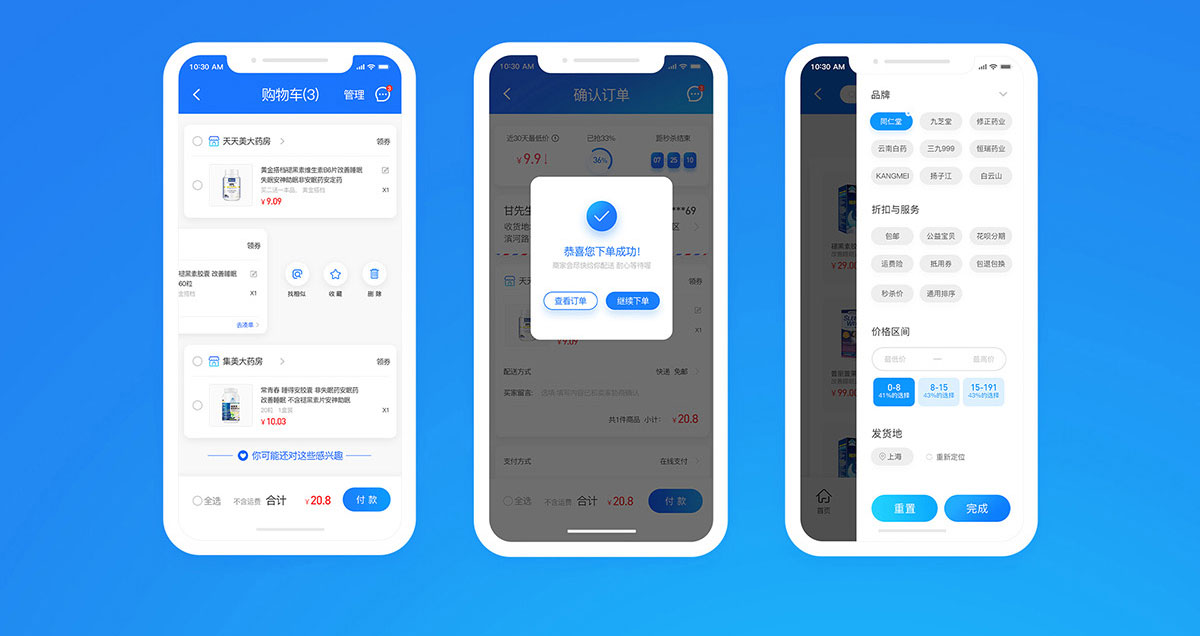 10:30 AM
购物车(3)
管理
3
天天美大药房
领券
黄金搭档褪黑素维生素B6片改善睡眠
失眠安神助眠非安眠药安定药
买二送一本品， 黄金搭档
X1
¥ 9.09
领券
褪黑素胶囊 改善睡眠
60粒
金搭档
X1
去凑单
找相似
收 藏
删 除
集美大药房
领券
常青春 睡得安胶囊 非失眠药安眠药
改善睡眠 不含褪黑素片安神助眠
20粒 1盒装
X1
¥ 10.03
你可能还对这些感兴趣
全选
不含运费
合计
¥ 20.8
付 款
10:30 AM
确认订单
近30天最低价
已抢33%
距秒杀结束
¥ 9.9
36%
07
25
10
甘先生
***69
收货地
区
滨河路
恭喜您下单成功!
商家会尽快给你配送 耐心等待喔
查看订单
继续下单
天天
领券
X1
¥ 9.09
配送方式
快递 免邮
买家留言:
共1件商品 小计:
¥ 20.8
支付方式
在线支付
全选
不含运费
合计
¥ 20.8
付 款
10:30 AM
品牌
同仁堂
九芝堂
修正药业
云南白药
三九999
恒瑞药业
KANGMEI
扬子江
白云山
折扣与服务
包邮
公益宝贝
花呗分期
运费险
抵用券
包退包换
秒杀价
通用排序
价格区间
最低价
最高价
0-8
41%的选择
8-15
43%的选择
15-191
43%的选择
发货地
上海
重新定位
重置
完成
首页
褪黑素胶
¥ 29.00
¥ 99.00